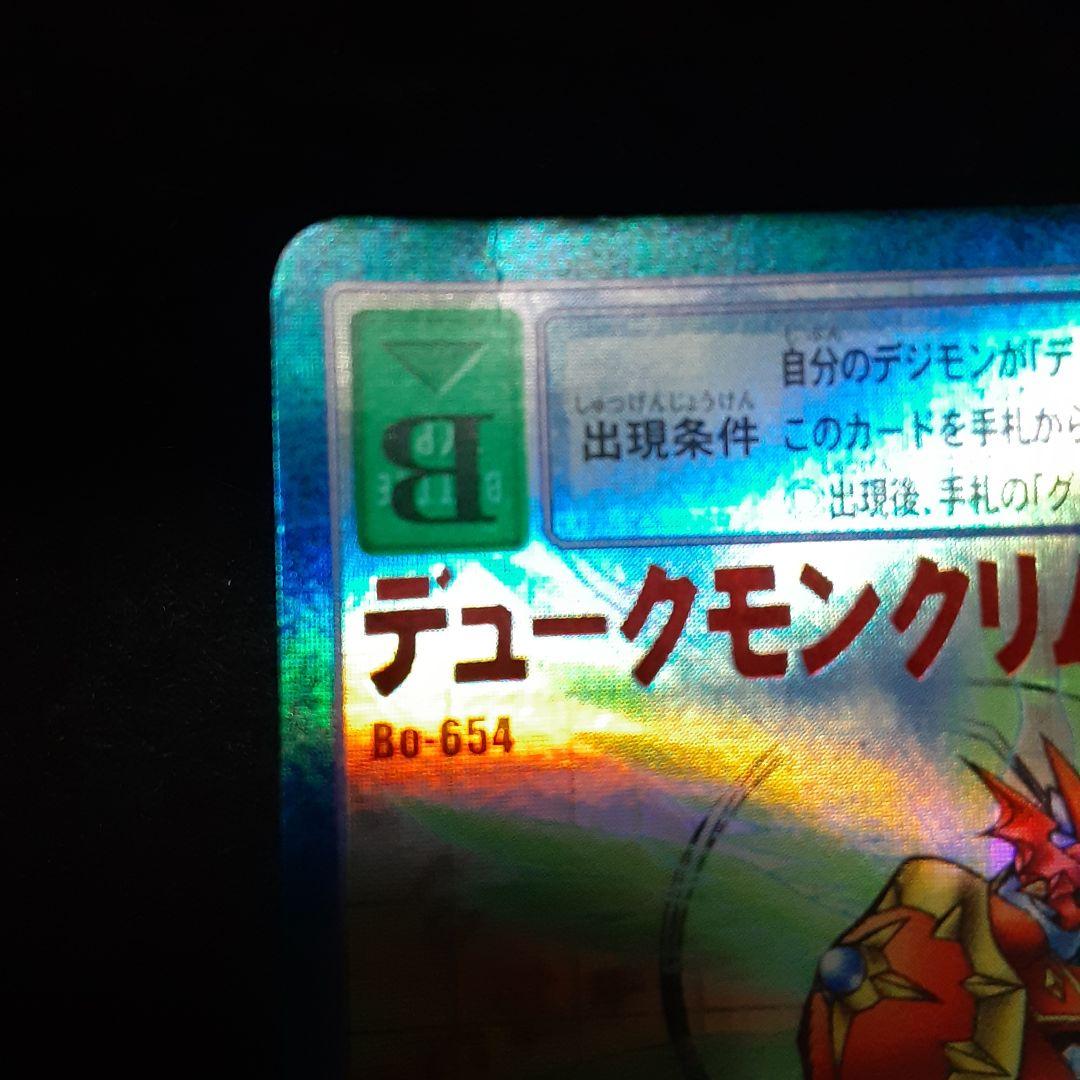 B
じぶん
自分のデジモンが「デ
しゅつげんじょうけん
出現条件 このカードを手札から
○出現後、手札の「グ
デュークモンクリム
Bo-654